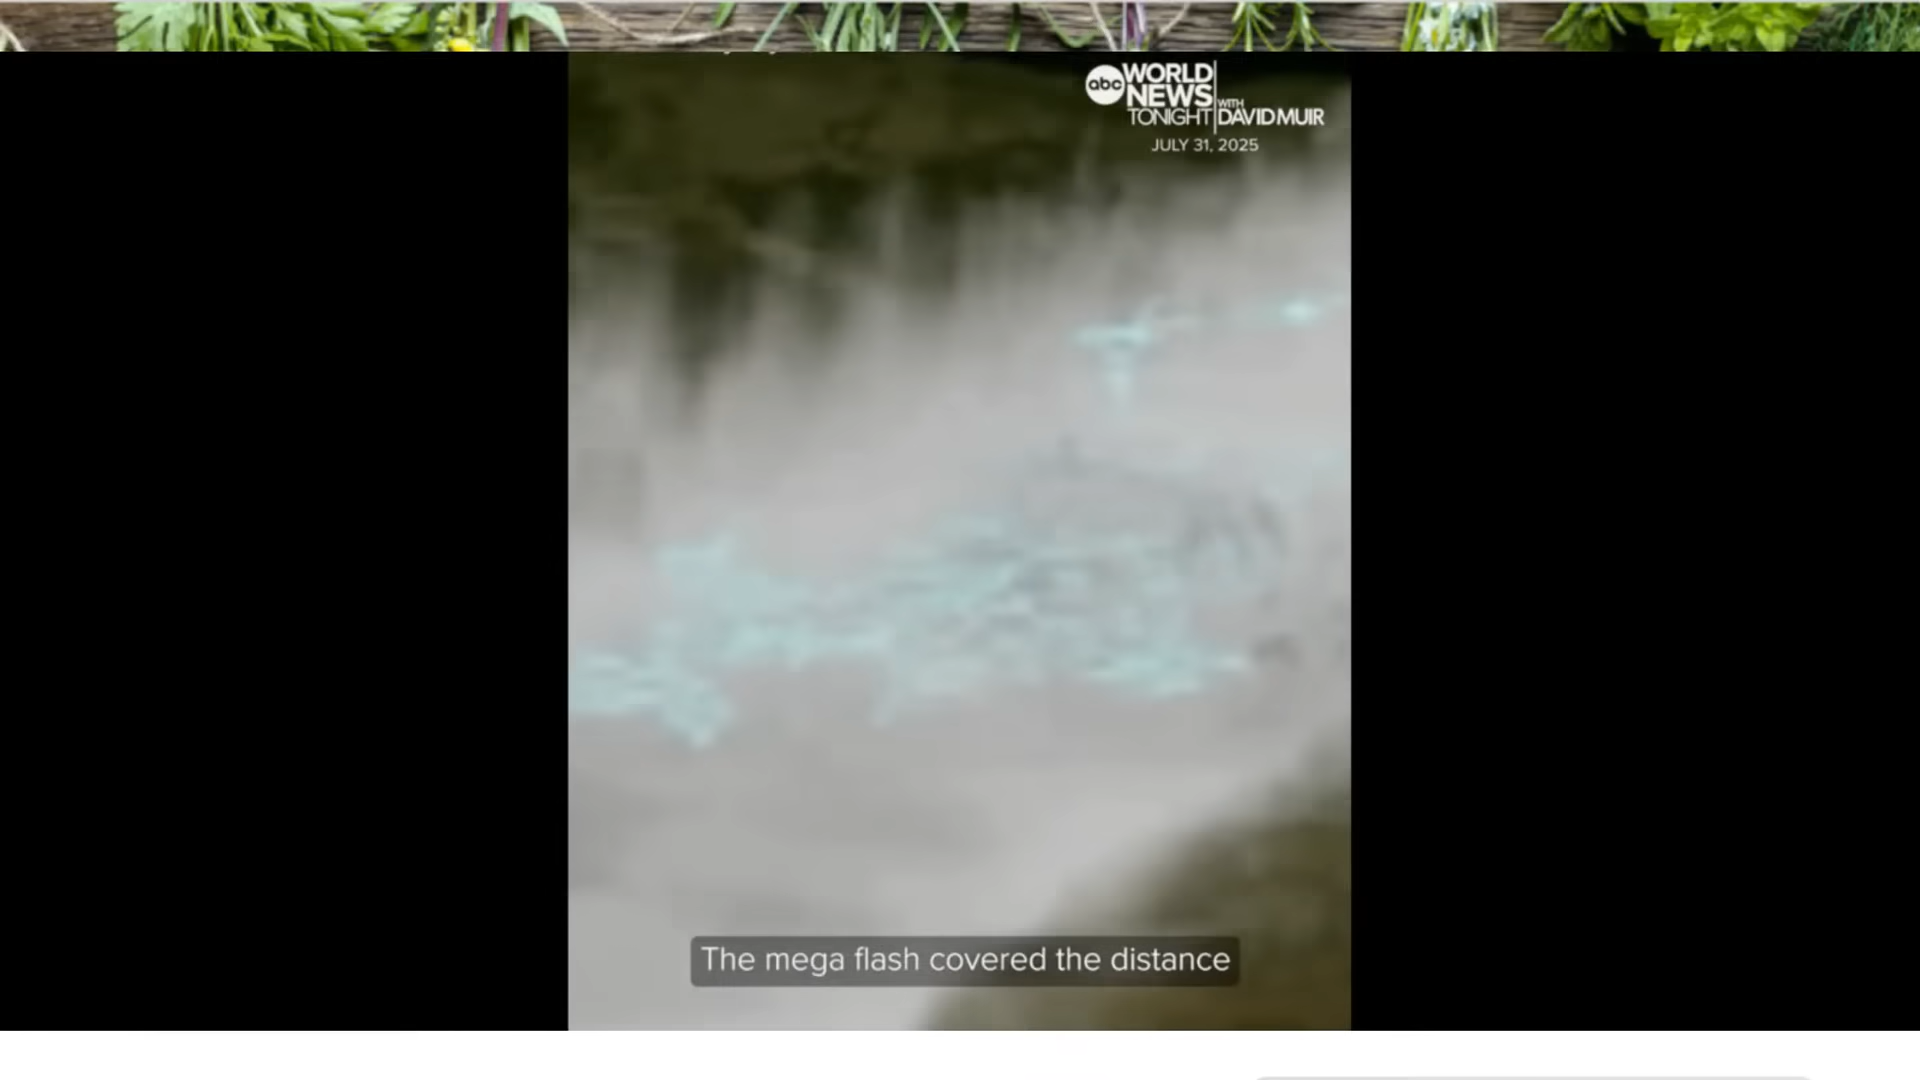 abc WORLD
NEWS WITH
TONIGHT DAVID MUIR
JULY 31, 2025
The mega flash covered the distance